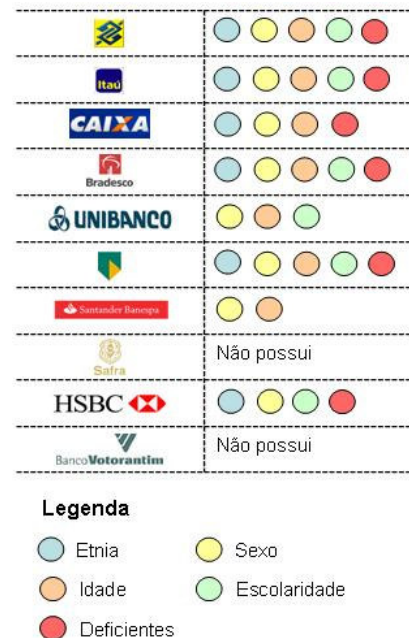 Itaú
CAIXA
Bradesco
UNIBANCO
Santander Banespa
Safra
Não possui
HSBC
Banco Votorantim
Não possui
Legenda
Etnia
Sexo
Idade
Escolaridade
Deficientes